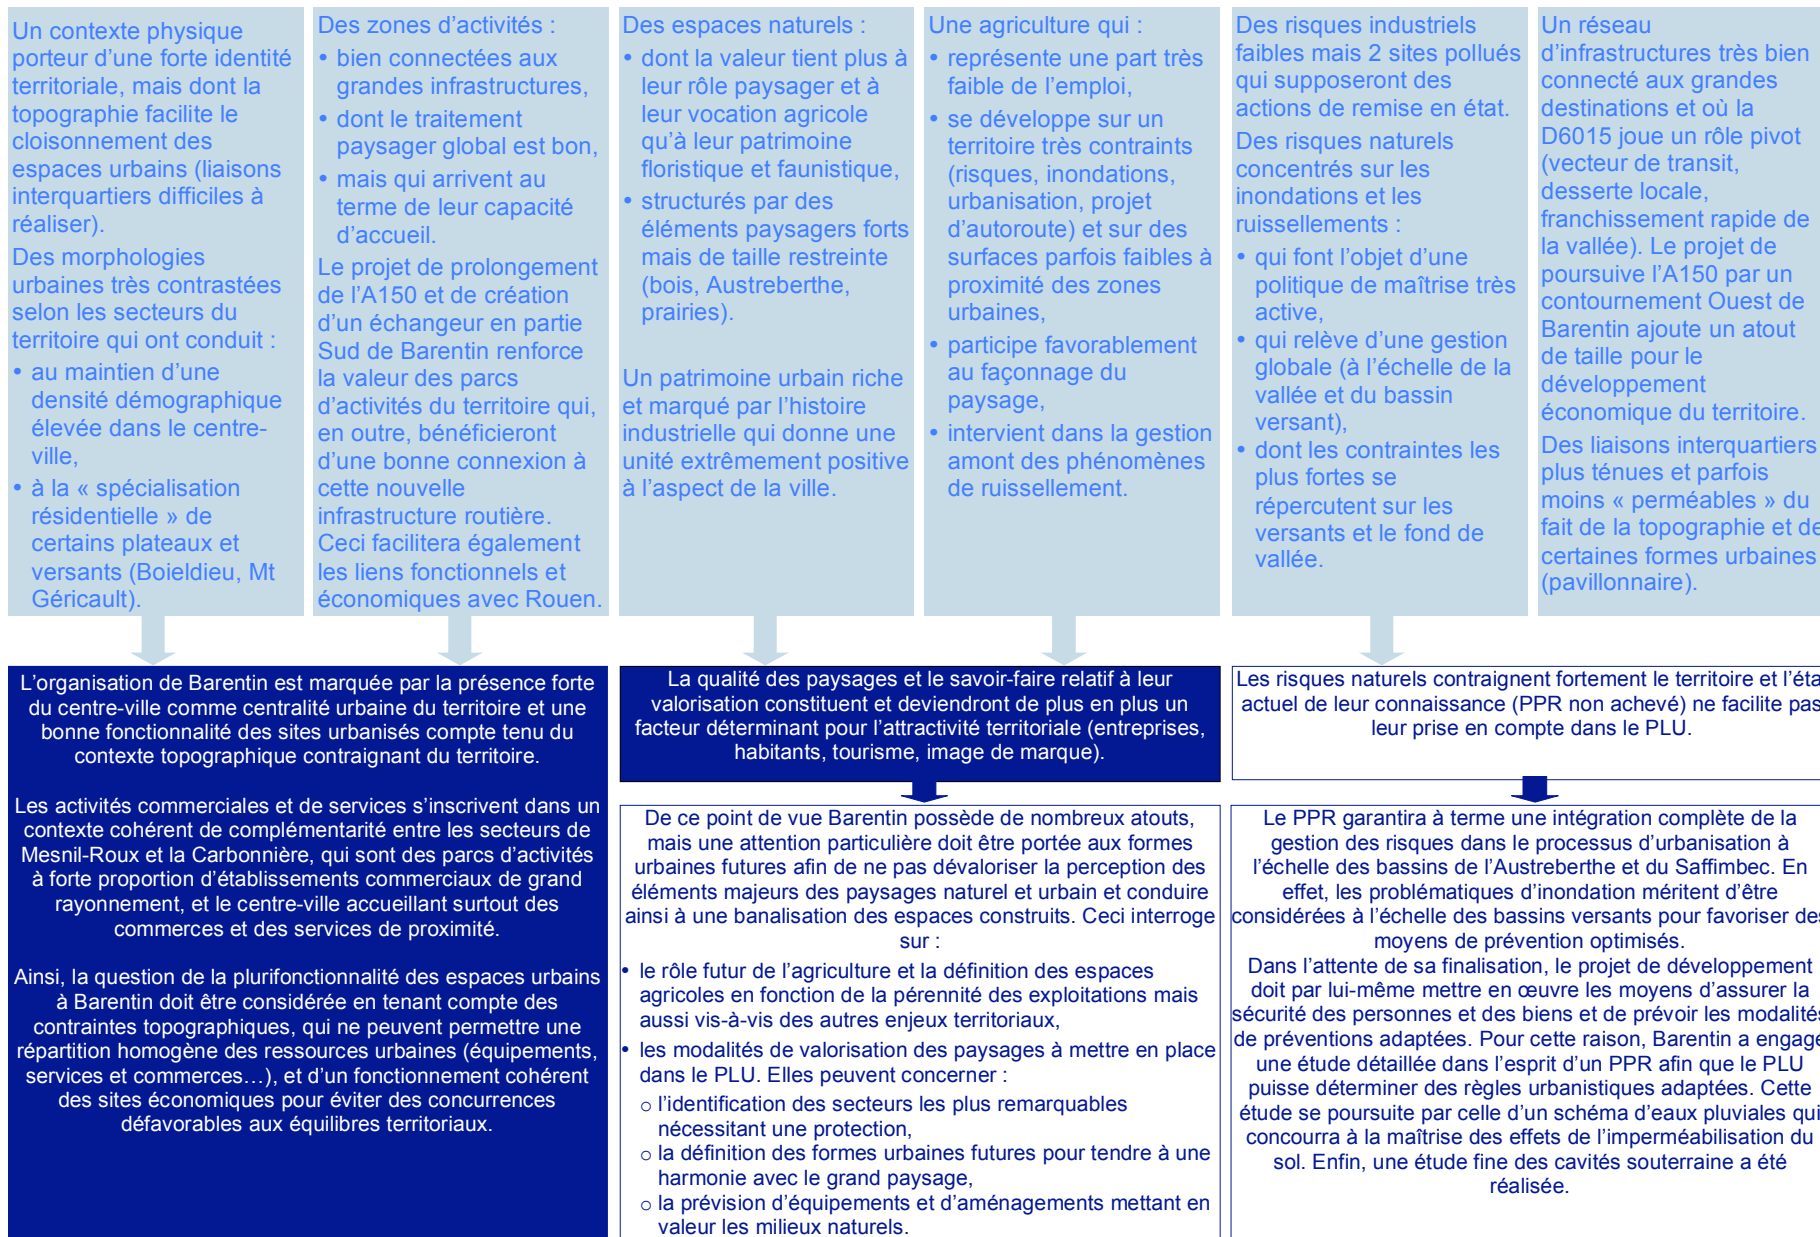 Un contexte physique
porteur d'une forte identité
territoriale, mais dont la
topographie facilite le
cloisonnement des
espaces urbains (liaisons
interquartiers difficiles à
réaliser).
Des morphologies
urbaines très contrastées
selon les secteurs du
territoire qui ont conduit :
• au maintien d'une
densité démographique
élevée dans le centre-
ville,
• à la « spécialisation
résidentielle » de
certains plateaux et
versants (Boieldieu, Mt
Géricault).
Des zones d'activités :
• bien connectées aux
grandes infrastructures,
• dont le traitement
paysager global est bon,
• mais qui arrivent au
terme de leur capacité
d'accueil.
Le projet de prolongement
de l'A150 et de création
d'un échangeur en partie
Sud de Barentin renforce
la valeur des parcs
d'activités du territoire qui,
en outre, bénéficieront
d'une bonne connexion à
cette nouvelle
infrastructure routière.
Ceci facilitera également
les liens fonctionnels et
économiques avec Rouen.
Des espaces naturels :
• dont la valeur tient plus à
leur rôle paysager et à
leur vocation agricole
qu'à leur patrimoine
floristique et faunistique,
• structurés par des
éléments paysagers forts
mais de taille restreinte
(bois, Austreberthe,
prairies).
Un patrimoine urbain riche
et marqué par l'histoire
industrielle qui donne une
unité extrêmement positive
à l'aspect de la ville.
Une agriculture qui :
• représente une part très
faible de l'emploi,
• se développe sur un
territoire très contraints
(risques, inondations,
urbanisation, projet
d'autoroute) et sur des
surfaces parfois faibles à
proximité des zones
urbaines,
• participe favorablement
au façonnage du
paysage,
• intervient dans la gestion
amont des phénomènes
de ruissellement.
Des risques industriels
faibles mais 2 sites pollués
qui supposeront des
actions de remise en état.
Des risques naturels
concentrés sur les
inondations et les
ruissellements :
• qui font l'objet d'une
politique de maîtrise très
active,
• qui relève d'une gestion
globale (à l'échelle de la
vallée et du bassin
versant),
• dont les contraintes les
plus fortes se
répercutent sur les
versants et le fond de
vallée.
Un réseau
d'infrastructures très bien
connecté aux grandes
destinations et où la
D6015 joue un rôle pivot
(vecteur de transit,
desserte locale,
franchissement rapide de
la vallée). Le projet de
poursuive l'A150 par un
contournement Ouest de
Barentin ajoute un atout
de taille pour le
développement
économique du territoire.
Des liaisons interquartiers
plus ténues et parfois
moins « perméables » du
fait de la topographie et de
certaines formes urbaines
(pavillonnaire).
L'organisation de Barentin est marquée par la présence forte
du centre-ville comme centralité urbaine du territoire et une
bonne fonctionnalité des sites urbanisés compte tenu du
contexte topographique contraignant du territoire.
Les activités commerciales et de services s'inscrivent dans un
contexte cohérent de complémentarité entre les secteurs de
Mesnil-Roux et la Carbonnière, qui sont des parcs d'activités
à forte proportion d'établissements commerciaux de grand
rayonnement, et le centre-ville accueillant surtout des
commerces et des services de proximité.
Ainsi, la question de la plurifonctionnalité des espaces urbains
à Barentin doit être considérée en tenant compte des
contraintes topographiques, qui ne peuvent permettre une
répartition homogène des ressources urbaines (équipements,
services et commerces…), et d'un fonctionnement cohérent
des sites économiques pour éviter des concurrences
défavorables aux équilibres territoriaux.
La qualité des paysages et le savoir-faire relatif à leur
valorisation constituent et deviendront de plus en plus un
facteur déterminant pour l'attractivité territoriale (entreprises,
habitants, tourisme, image de marque).
De ce point de vue Barentin possède de nombreux atouts,
mais une attention particulière doit être portée aux formes
urbaines futures afin de ne pas dévaloriser la perception des
éléments majeurs des paysages naturel et urbain et conduire
ainsi à une banalisation des espaces construits. Ceci interroge
sur :
• le rôle futur de l'agriculture et la définition des espaces
agricoles en fonction de la pérennité des exploitations mais
aussi vis-à-vis des autres enjeux territoriaux,
• les modalités de valorisation des paysages à mettre en place
dans le PLU. Elles peuvent concerner :
o l'identification des secteurs les plus remarquables
nécessitant une protection,
o la définition des formes urbaines futures pour tendre à une
harmonie avec le grand paysage,
o la prévision d'équipements et d'aménagements mettant en
valeur les milieux naturels.
Les risques naturels contraignent fortement le territoire et l'éta
actuel de leur connaissance (PPR non achevé) ne facilite pas
leur prise en compte dans le PLU.
Le PPR garantira à terme une intégration complète de la
gestion des risques dans le processus d'urbanisation à
l'échelle des bassins de l'Austreberthe et du Saffimbec. En
effet, les problématiques d'inondation méritent d'être
considérées à l'échelle des bassins versants pour favoriser des
moyens de prévention optimisés.
Dans l'attente de sa finalisation, le projet de développement
doit par lui-même mettre en œuvre les moyens d'assurer la
sécurité des personnes et des biens et de prévoir les modalités
de préventions adaptées. Pour cette raison, Barentin a engagé
une étude détaillée dans l'esprit d'un PPR afin que le PLU
puisse déterminer des règles urbanistiques adaptées. Cette
étude se poursuite par celle d'un schéma d'eaux pluviales qui
concourra à la maîtrise des effets de l'imperméabilisation du
sol. Enfin, une étude fine des cavités souterraine a été
réalisée.